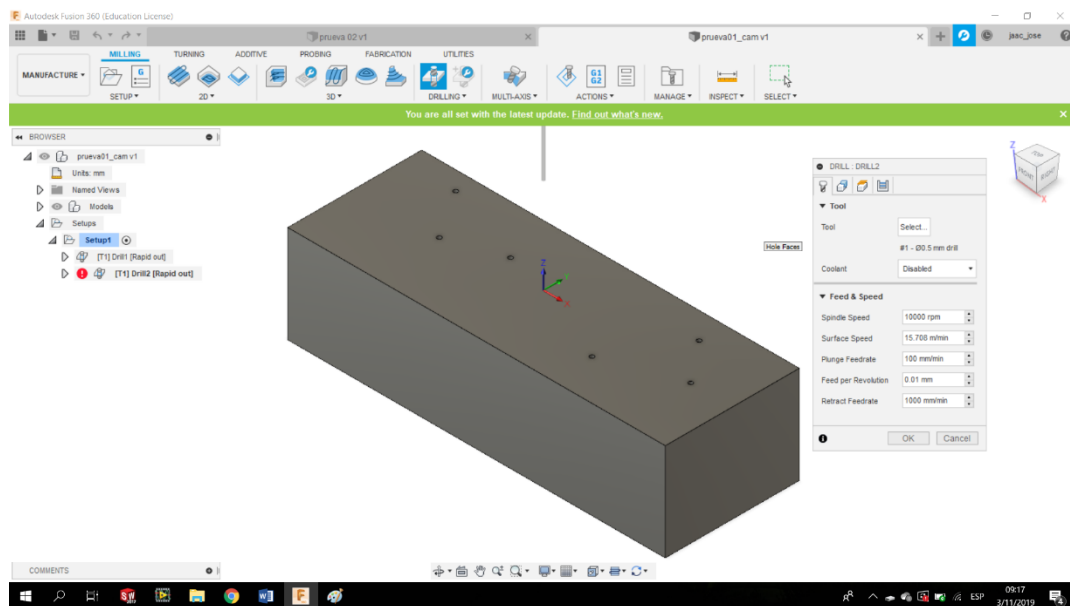 Autodesk Fusion 360 (Education License)
prueva 02 v1
prueva01_cam v1
jaac_jose
MILLING TURNING ADDITIVE PROBING FABRICATION UTILITIES
MANUFACTURE
SETUP 2D 3D DRILLING MULTI-AXIS ACTIONS MANAGE INSPECT SELECT
G
G1
G2
You are all set with the latest update. Find out what's new.
BROWSER
prueva01_cam v1
Units: mm
Named Views
Models
Setups
Setup1
[T1] Drill1 [Rapid out]
[T1] Drill2 [Rapid out]
Z
X
Hole Faces
DRILL : DRILL2
Tool
Tool Select...
#1 - Ø0.5 mm drill
Coolant Disabled
Feed & Speed
Spindle Speed 10000 rpm
Surface Speed 15.708 m/min
Plunge Feedrate 100 mm/min
Feed per Revolution 0.01 mm
Retract Feedrate 1000 mm/min
OK Cancel
Z
TOP
FRONT RIGHT
X
COMMENTS
ESP
09:17
3/11/2019